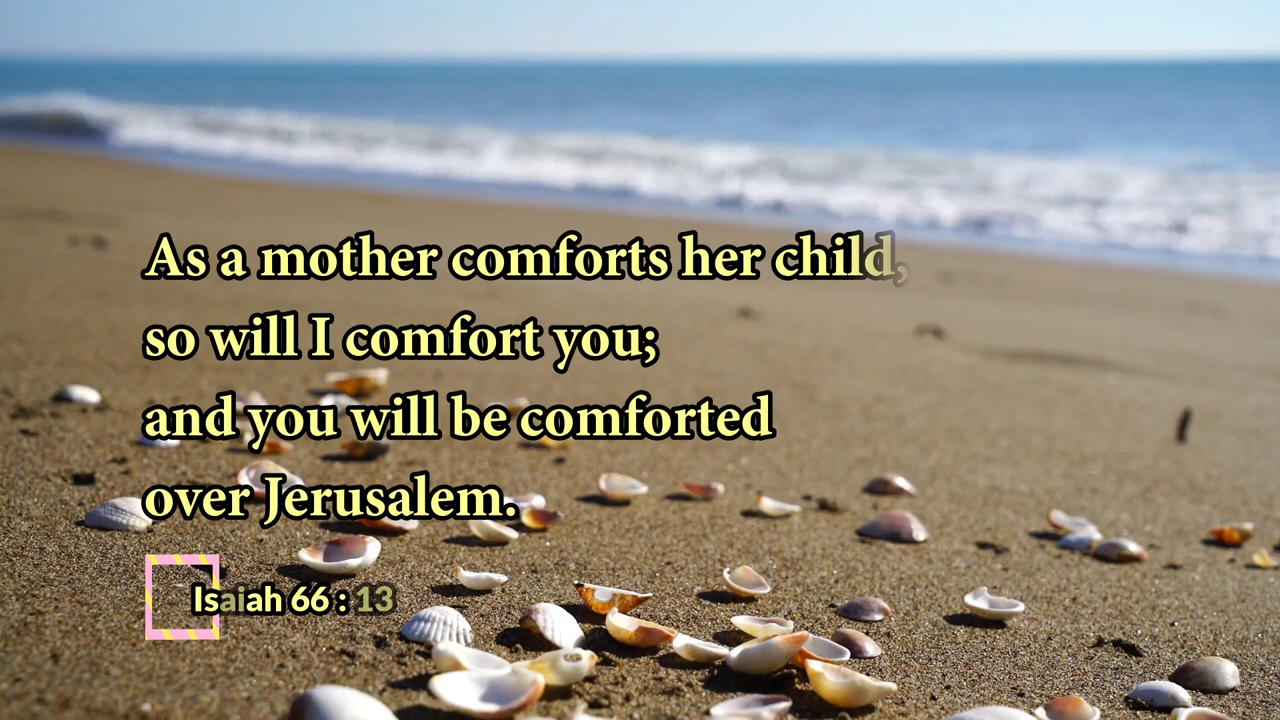 As a mother comforts her child,
so will I comfort you;
and you will be comforted
over Jerusalem.
Isaiah 66 : 13